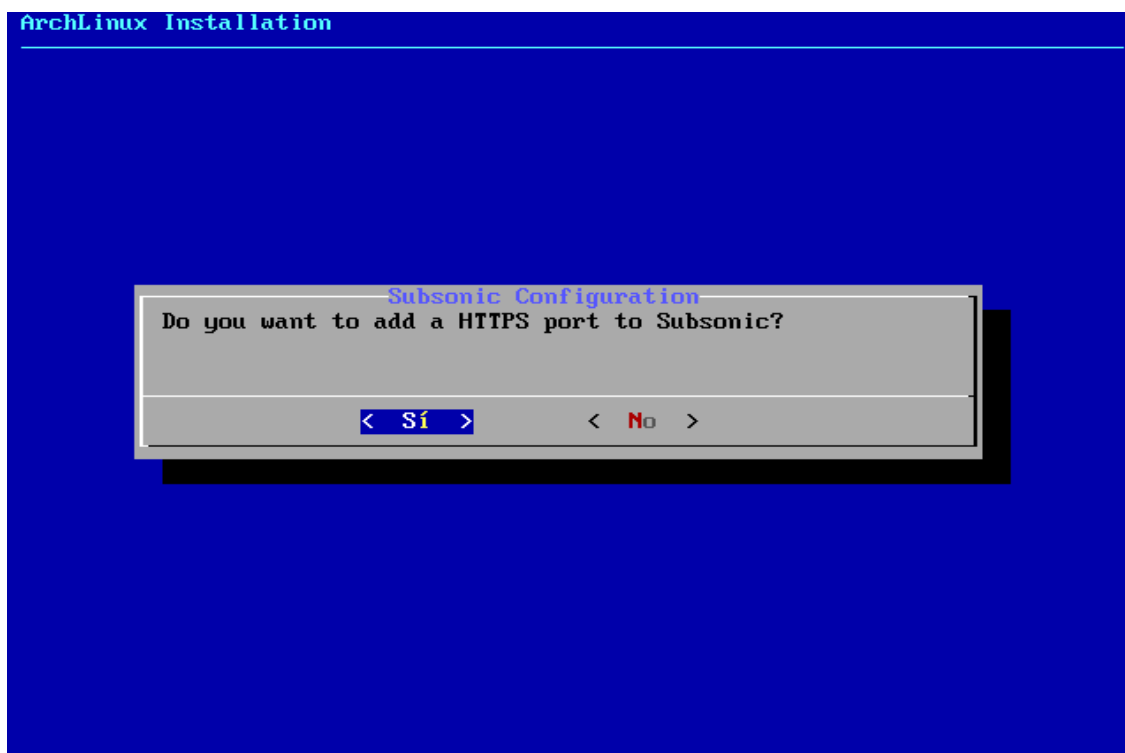 ArchLinux Installation
Subsonic Configuration
Do you want to add a HTTPS port to Subsonic?
< Sí > < No >